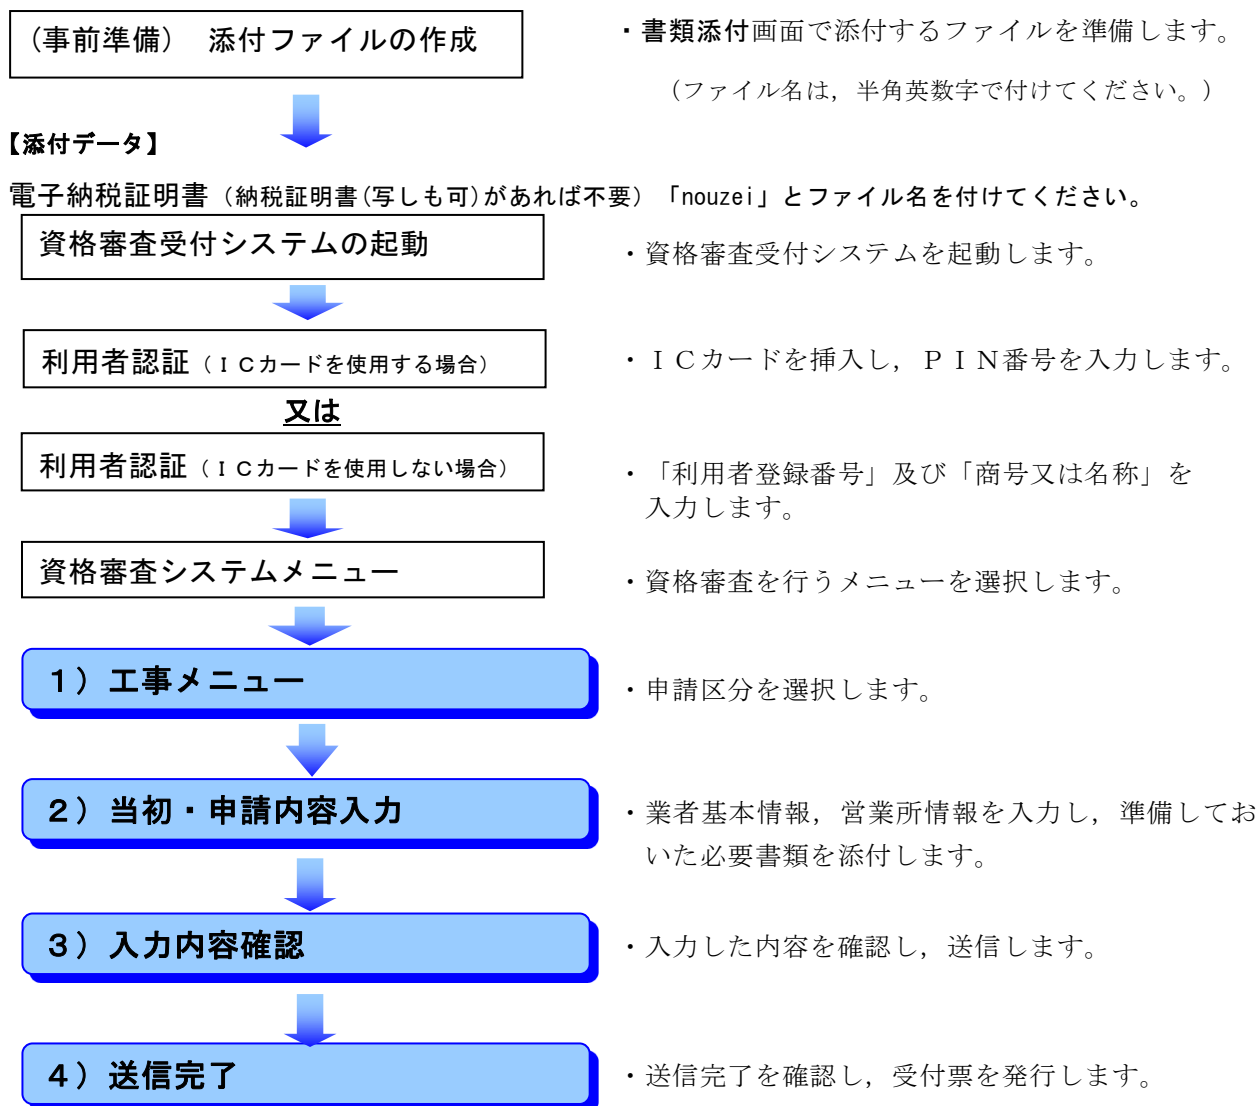 （事前準備）　添付ファイルの作成
・書類添付画面で添付するファイルを準備します。
（ファイル名は，半角英数字で付けてください。）
【添付データ】
電子納税証明書（納税証明書(写しも可)があれば不要）「nouzei」とファイル名を付けてください。
資格審査受付システムの起動
・資格審査受付システムを起動します。
利用者認証（ＩＣカードを使用する場合）
・ＩＣカードを挿入し，ＰＩＮ番号を入力します。
又は
利用者認証（ＩＣカードを使用しない場合）
・「利用者登録番号」及び「商号又は名称」を
入力します。
資格審査システムメニュー
・資格審査を行うメニューを選択します。
１）工事メニュー
・申請区分を選択します。
２）当初・申請内容入力
・業者基本情報，営業所情報を入力し，準備してお
いた必要書類を添付します。
３）入力内容確認
・入力した内容を確認し，送信します。
４）送信完了
・送信完了を確認し，受付票を発行します。